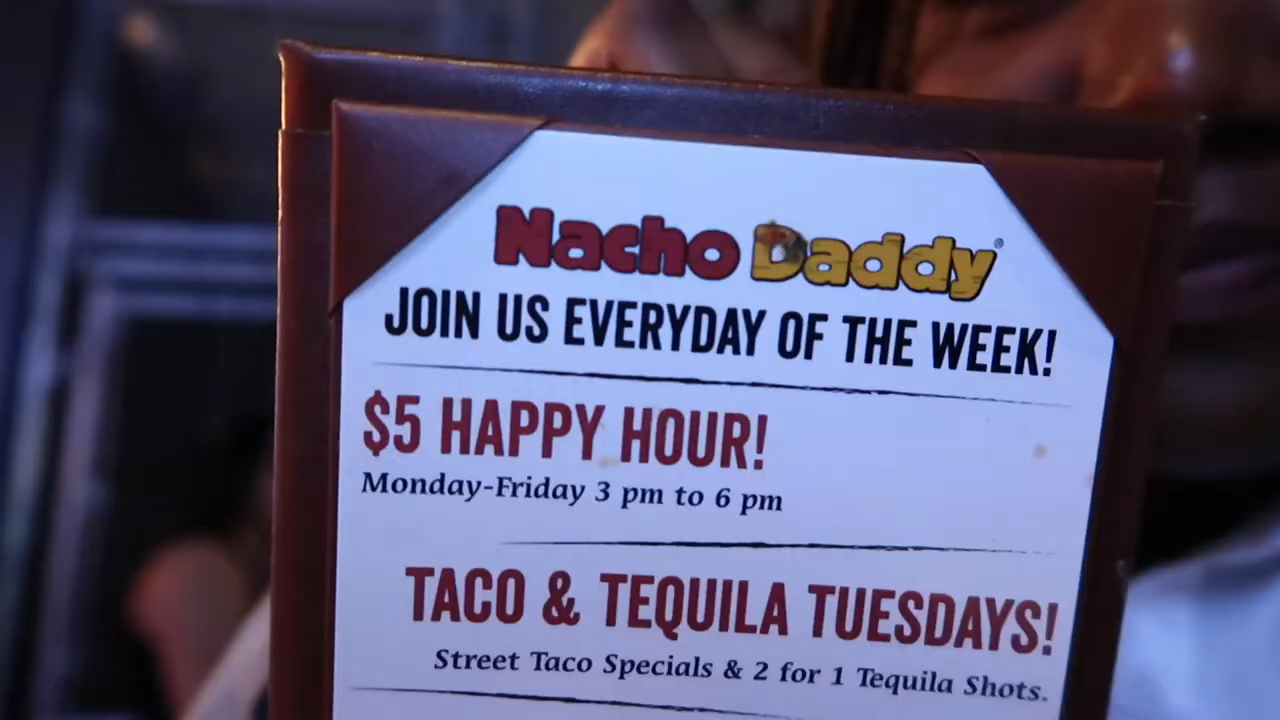 Nacho Daddy®
JOIN US EVERYDAY OF THE WEEK!
$5 HAPPY HOUR!
Monday-Friday 3 pm to 6 pm
TACO & TEQUILA TUESDAYS!
Street Taco Specials & 2 for 1 Tequila Shots.